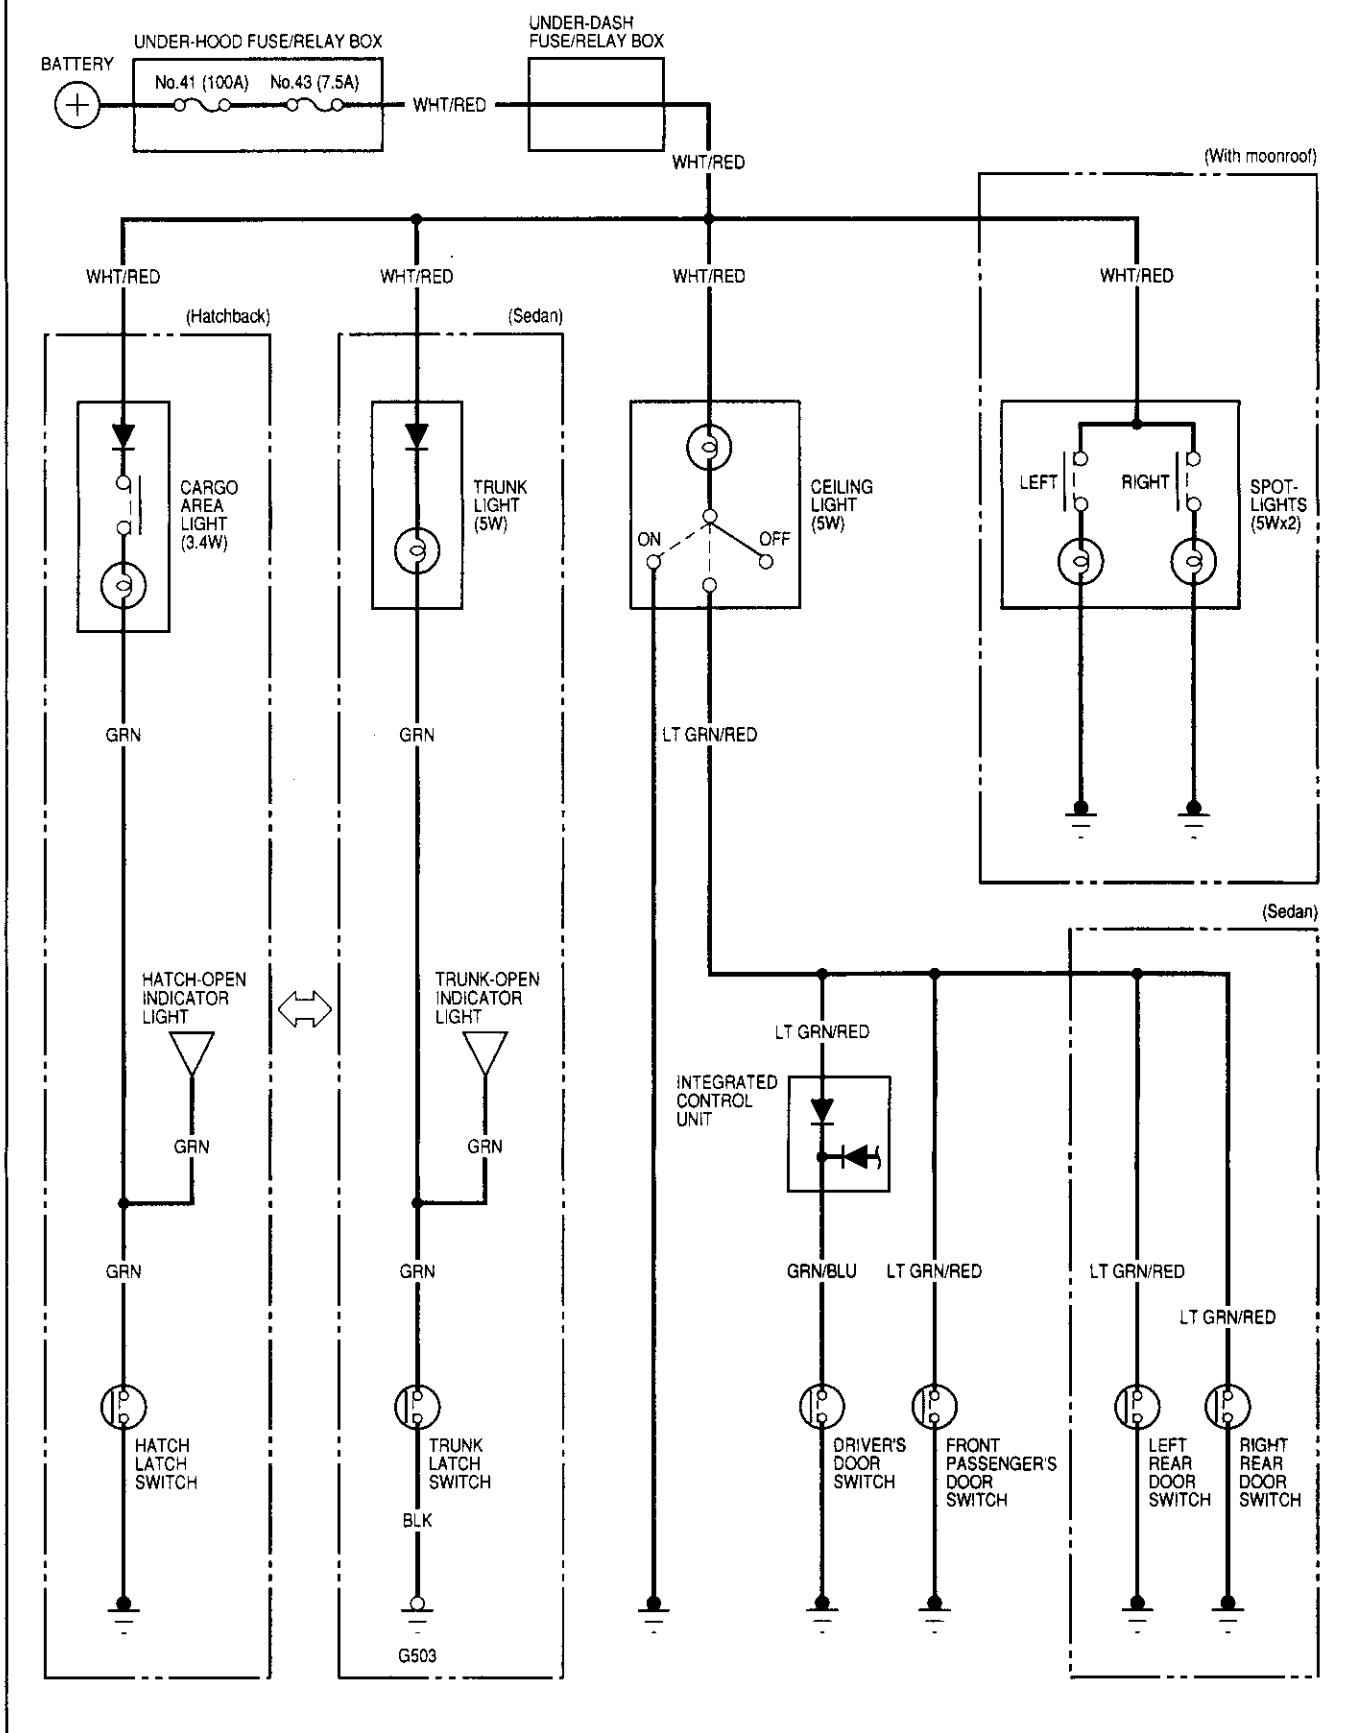 UNDER-DASH
FUSE/RELAY BOX
UNDER-HOOD FUSE/RELAY BOX
BATTERY
No.41 (100A) No.43 (7.5A)
WHT/RED
WHT/RED
(With moonroof)
WHT/RED
WHT/RED
WHT/RED
WHT/RED
(Hatchback)
(Sedan)
CARGO
AREA
LIGHT
(3.4W)
TRUNK
LIGHT
(5W)
ON
OFF
CEILING
LIGHT
(5W)
LEFT
RIGHT
SPOT-
LIGHTS
(5Wx2)
GRN
GRN
LT GRN/RED
(Sedan)
HATCH-OPEN
INDICATOR
LIGHT
TRUNK-OPEN
INDICATOR
LIGHT
LT GRN/RED
INTEGRATED
CONTROL
UNIT
GRN
GRN
GRN
GRN
GRN/BLU
LT GRN/RED
LT GRN/RED
LT GRN/RED
HATCH
LATCH
SWITCH
TRUNK
LATCH
SWITCH
DRIVER'S
DOOR
SWITCH
FRONT
PASSENGER'S
DOOR
SWITCH
LEFT
REAR
DOOR
SWITCH
RIGHT
REAR
DOOR
SWITCH
BLK
G503